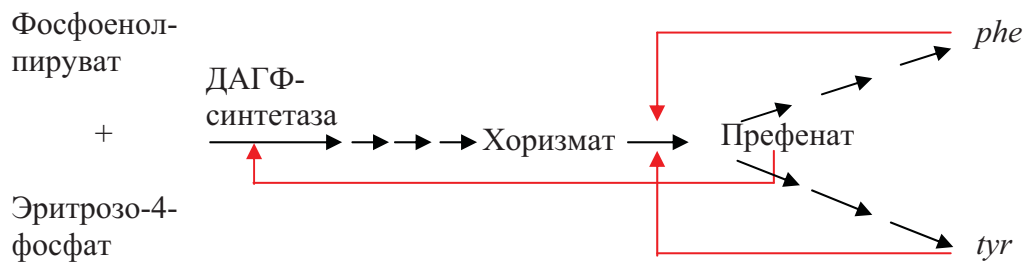 Фосфоенол-
пируват
+
Эритрозо-4-
фосфат
ДАГФ-
синтетаза
Хоризмат
Префенат
phe
tyr